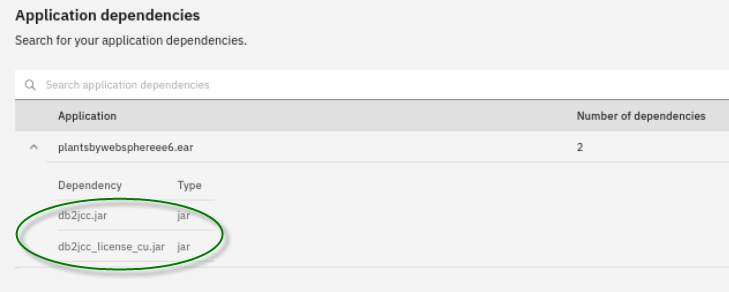 Application dependencies
Search for your application dependencies.
Search application dependencies
Application Number of dependencies
plantsbywebsphereee6.ear 2
Dependency Type
db2jcc.jar jar
db2jcc_license_cu.jar jar